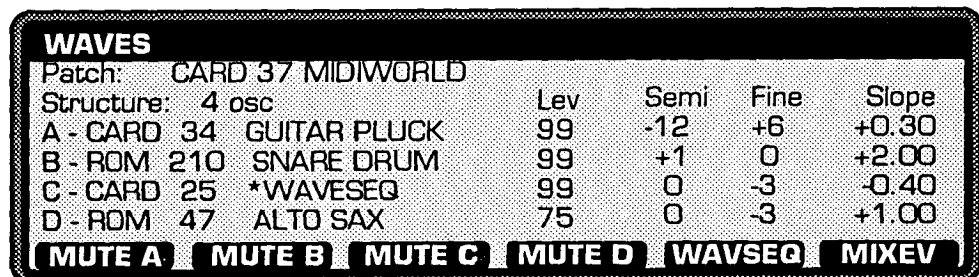 WAVES
Patch: CARD 37 MIDIWORLD
Structure: 4 osc Lev Semi Fine Slope
A - CARD 34 GUITAR PLUCK 99 -12 +6 +0.30
B - ROM 210 SNARE DRUM 99 +1 0 +2.00
C - CARD 25 *WAVESEQ 99 0 -3 -0.40
D - ROM 47 ALTO SAX 75 0 -3 +1.00
MUTE A MUTE B MUTE C MUTE D WAVSEQ MIXEV